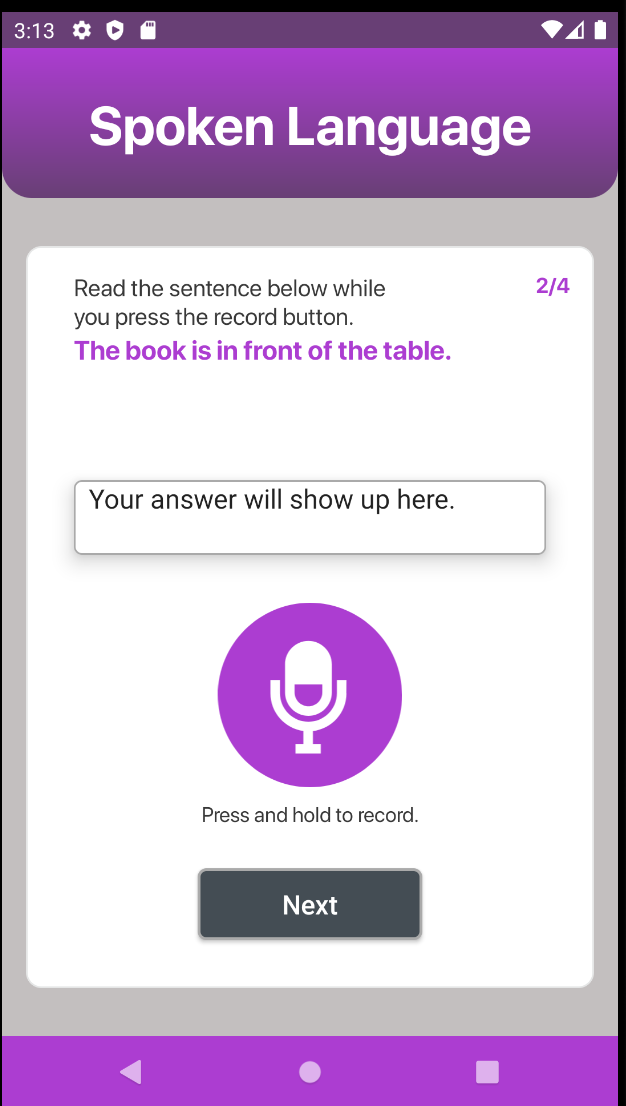 3:13
Spoken Language
Read the sentence below while
2/4
you press the record button.
The book is in front of the table.
Your answer will show up here.
Press and hold to record.
Next